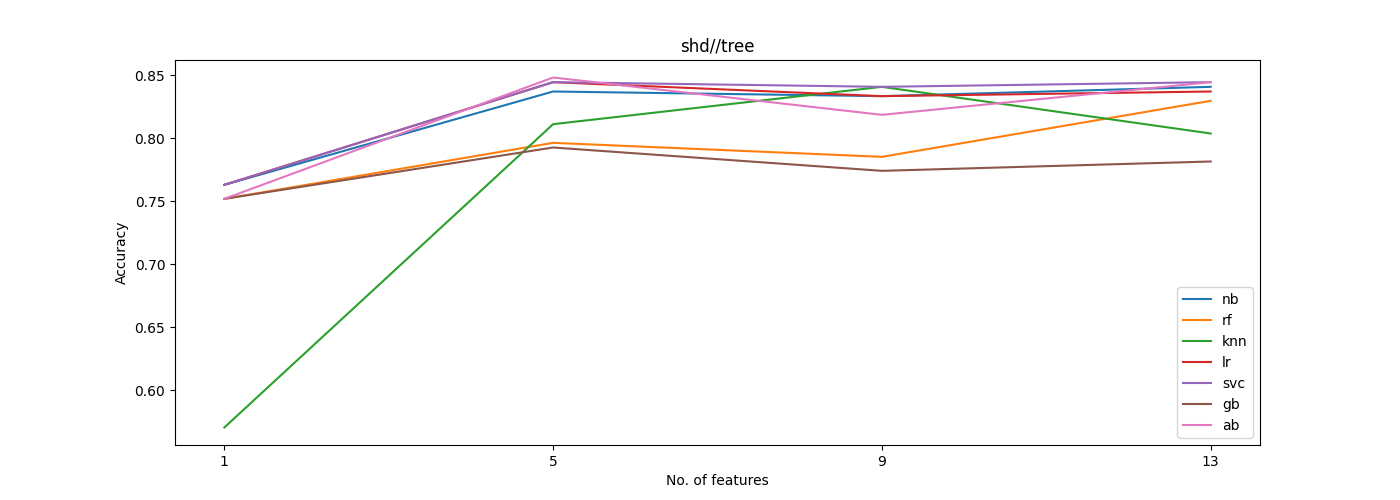 shd//tree
Accuracy
0.85
0.80
0.75
0.70
0.65
0.60
1
5
9
13
No. of features
nb
rf
knn
lr
svc
gb
ab